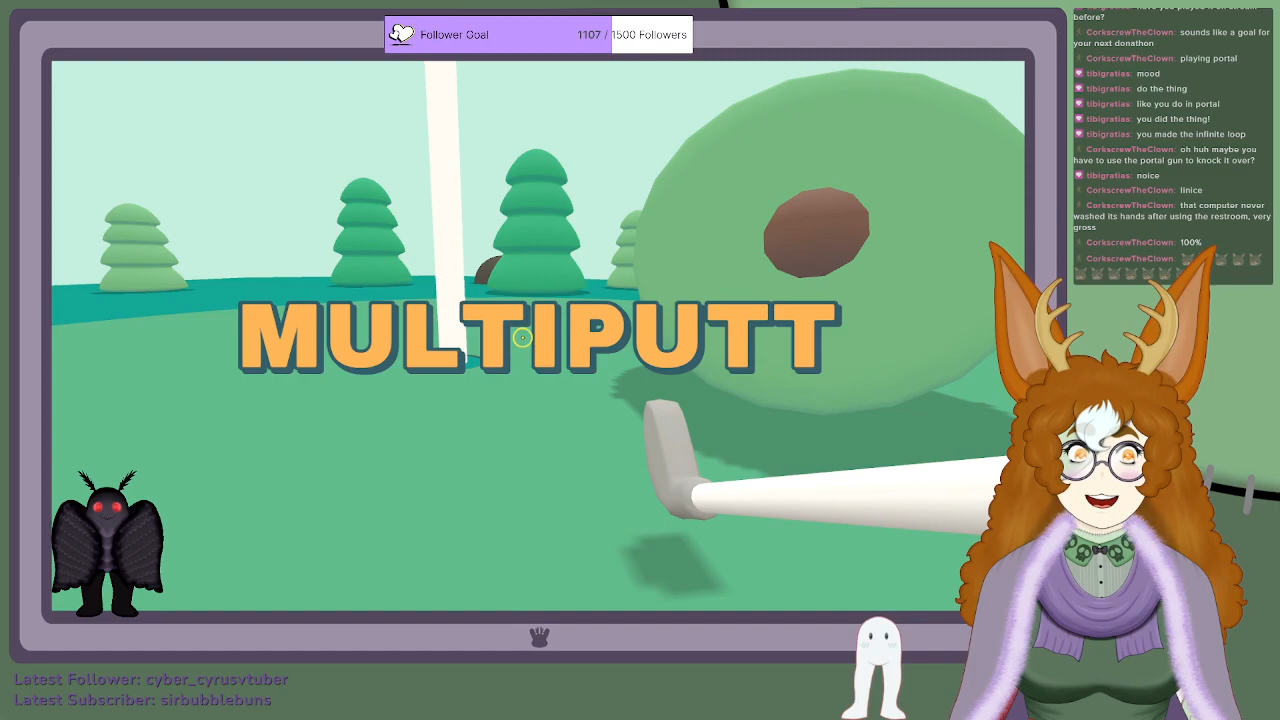 Follower Goal 1107 / 1500 Followers
before?
CorkscrewTheClown: sounds like a goal for
your next donathon
CorkscrewTheClown: playing portal
tibigratias: mood
tibigratias: do the thing
tibigratias: like you do in portal
tibigratias: you did the thing!
tibigratias: you made the infinite loop
CorkscrewTheClown: oh huh maybe you
have to use the portal gun to knock it over?
tibigratias: noice
CorkscrewTheClown: linice
CorkscrewTheClown: that computer never
washed its hands after using the restroom, very
gross
CorkscrewTheClown: 100%
CorkscrewTheClown:
MULTIPUTT
Latest Follower: cyber_cyrusvtuber
Latest Subscriber: sirbubblebuns